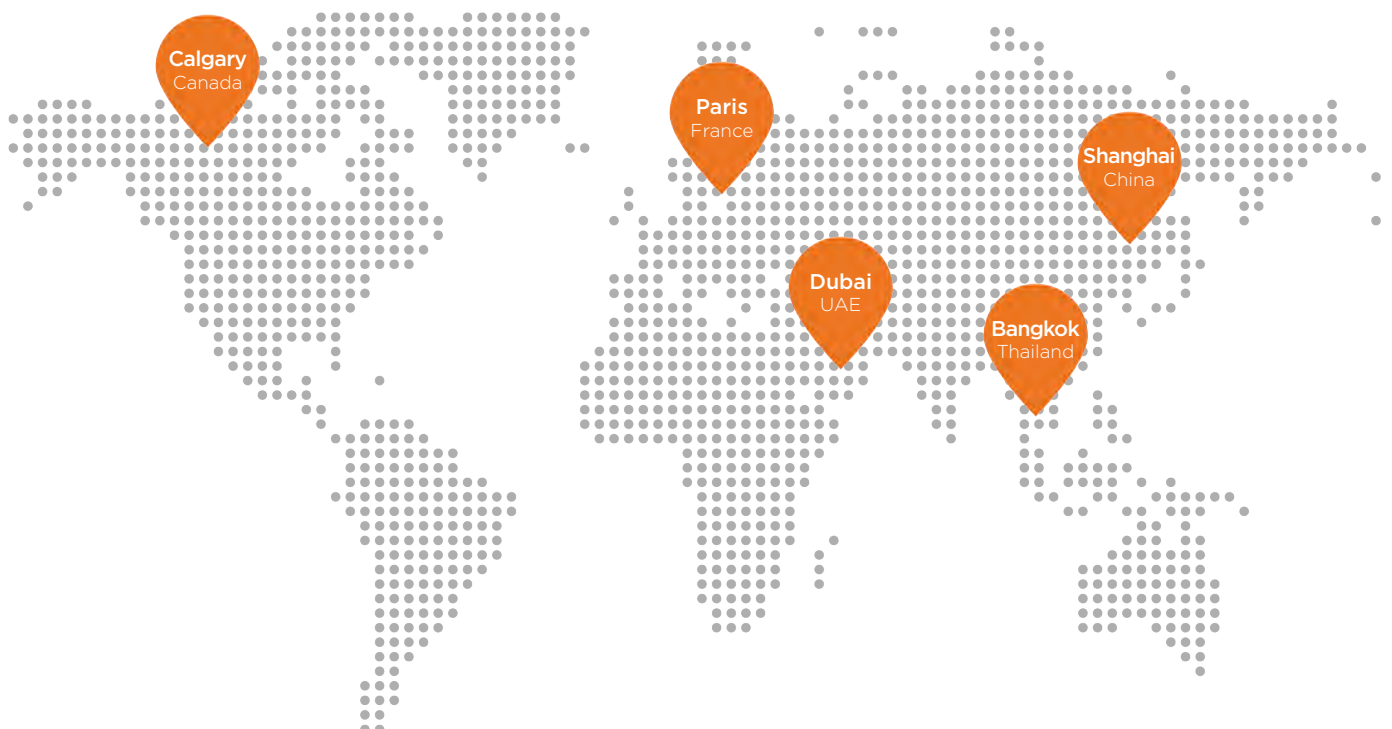 Calgary
Canada
Paris
France
Shanghai
China
Dubai
UAE
Bangkok
Thailand